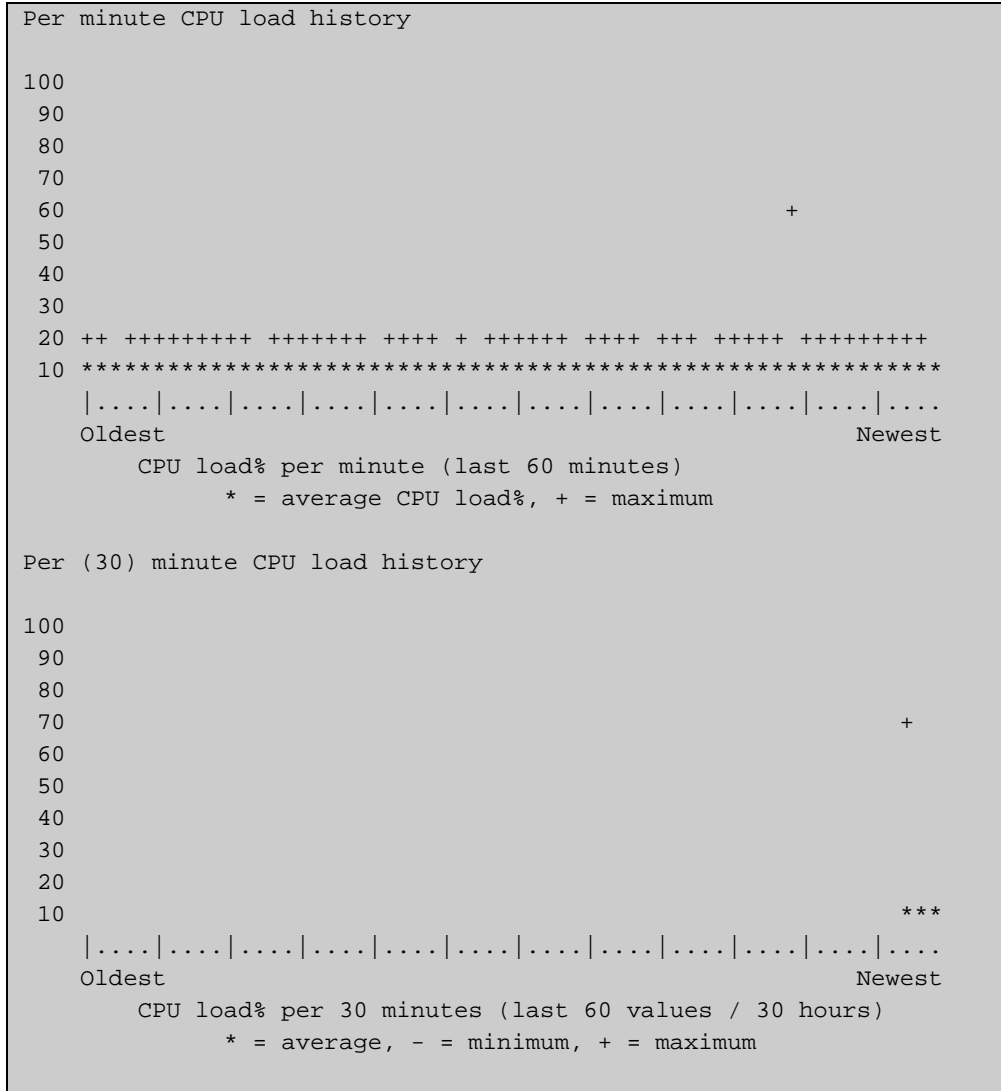 Per minute CPU load history

100
 90
 80
 70
 60                                                  +
 50
 40
 30
 20 ++ +++++++++ +++++++ ++++ + ++++++ ++++ +++ +++++ +++++++++
 10 ************************************************************
    |....|....|....|....|....|....|....|....|....|....|....|....
    Oldest                                                Newest
        CPU load% per minute (last 60 minutes)
              * = average CPU load%, + = maximum

Per (30) minute CPU load history

100
 90
 80
 70                                                          +
 60
 50
 40
 30
 20
 10                                                          ***
    |....|....|....|....|....|....|....|....|....|....|....|....
    Oldest                                                Newest
        CPU load% per 30 minutes (last 60 values / 30 hours)
              * = average, - = minimum, + = maximum